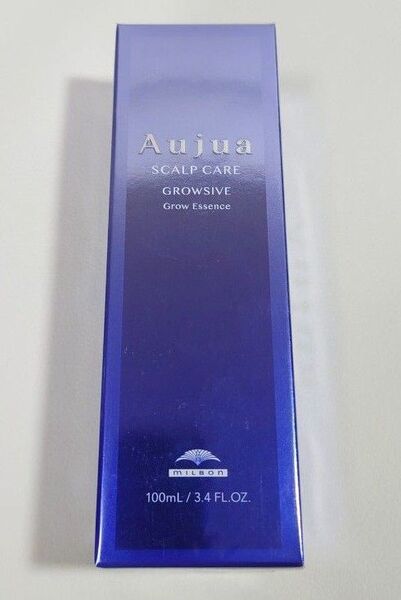 Aujua
SCALP CARE
GROWSIVE
Grow Essence
MILBON
100mL / 3.4 FL.OZ.